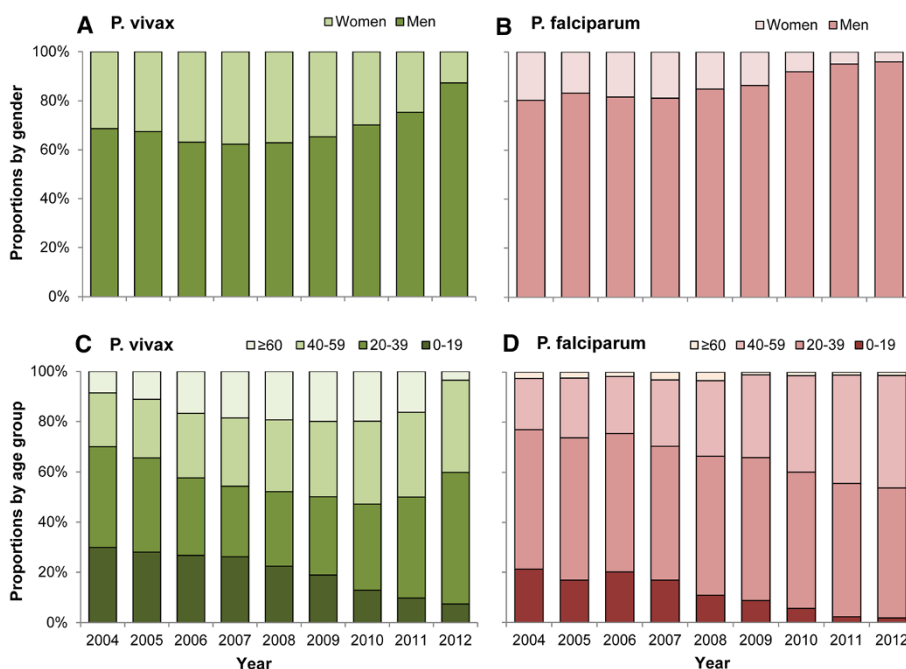 A P. vivax Women Men
B P. falciparum Women Men
Proportions by gender
100%
80%
60%
40%
20%
0%
C P. vivax ≥60 40-59 20-39 0-19
D P. falciparum ≥60 40-59 20-39 0-19
Proportions by age group
100%
80%
60%
40%
20%
0%
2004 2005 2006 2007 2008 2009 2010 2011 2012
Year
2004 2005 2006 2007 2008 2009 2010 2011 2012
Year